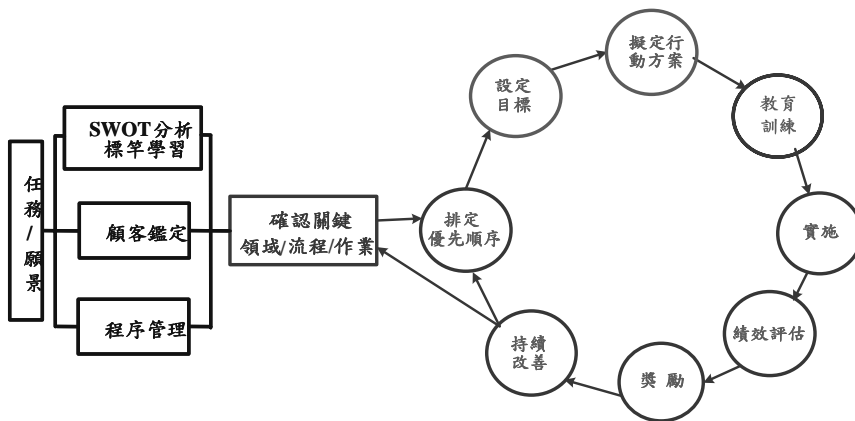 任務/願景
SWOT分析
標竿學習
顧客鑑定
程序管理
確認關鍵
領域/流程/作業
排定
優先順序
設定
目標
擬定行
動方案
教育
訓練
實施
績效評估
獎 勵
持續
改善